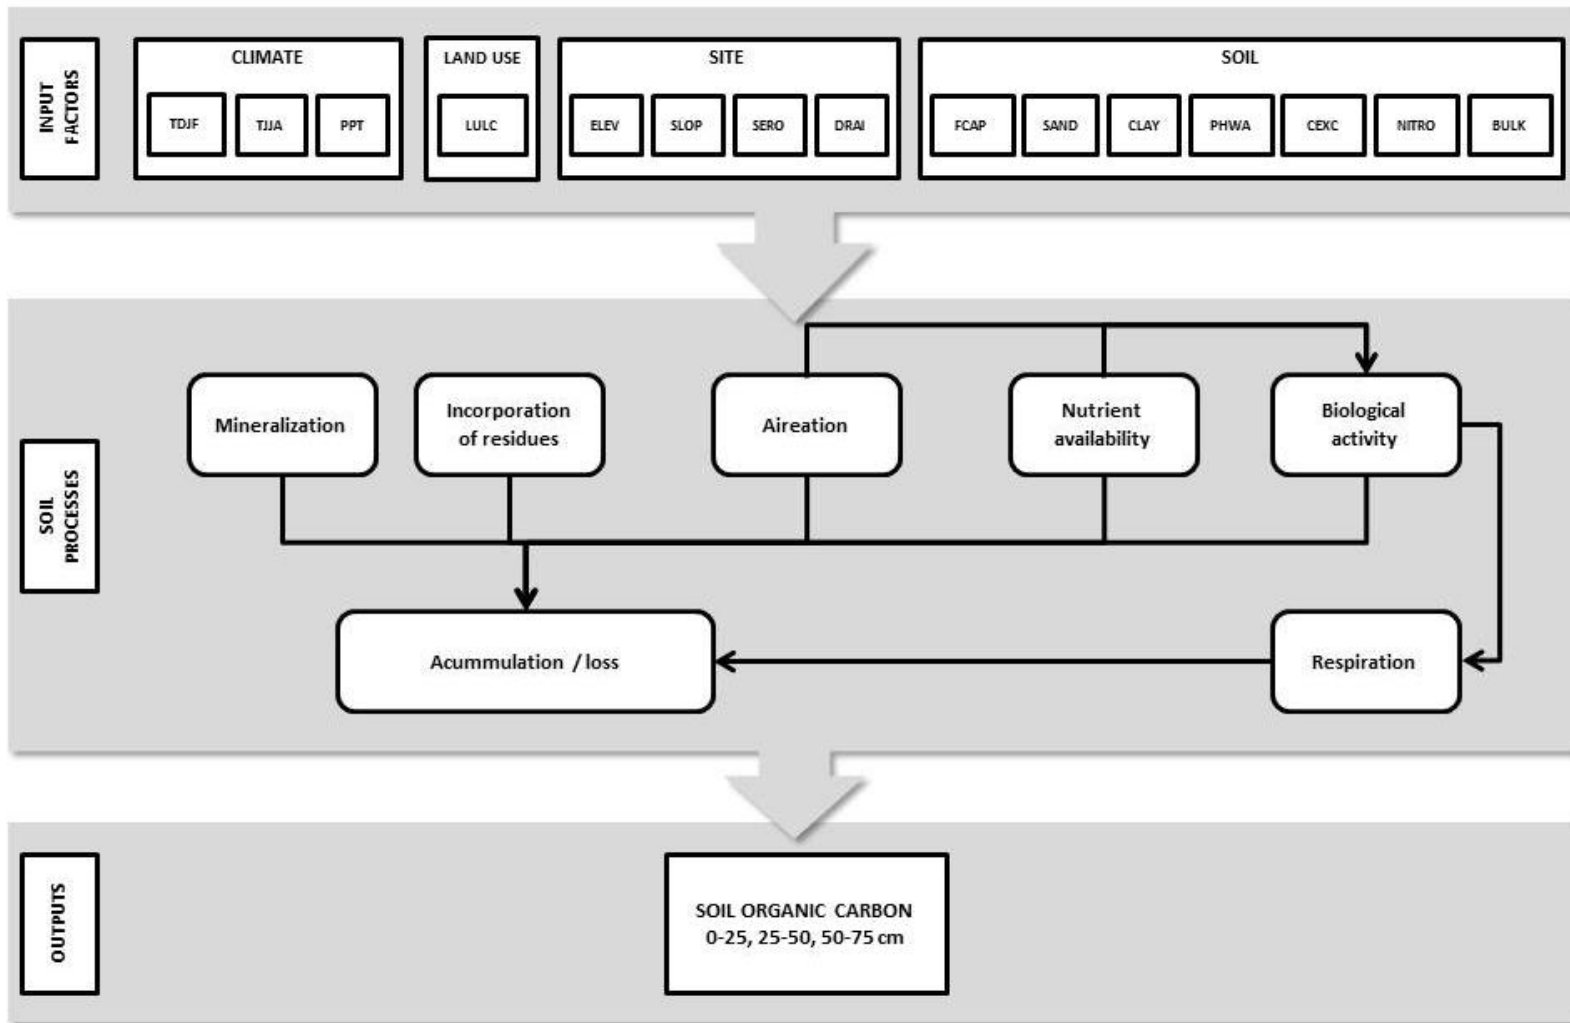 INPUT
FACTORS
CLIMATE
TDJF
TJJA
PPT
LAND USE
LULC
SITE
ELEV
SLOP
SERO
DRAI
SOIL
FCAP
SAND
CLAY
PHWA
CEXC
NITRO
BULK
SOIL
PROCESSES
Mineralization
Incorporation
of residues
Aireation
Nutrient
availability
Biological
activity
Acummulation / loss
Respiration
OUTPUTS
SOIL ORGANIC CARBON
0-25, 25-50, 50-75 cm